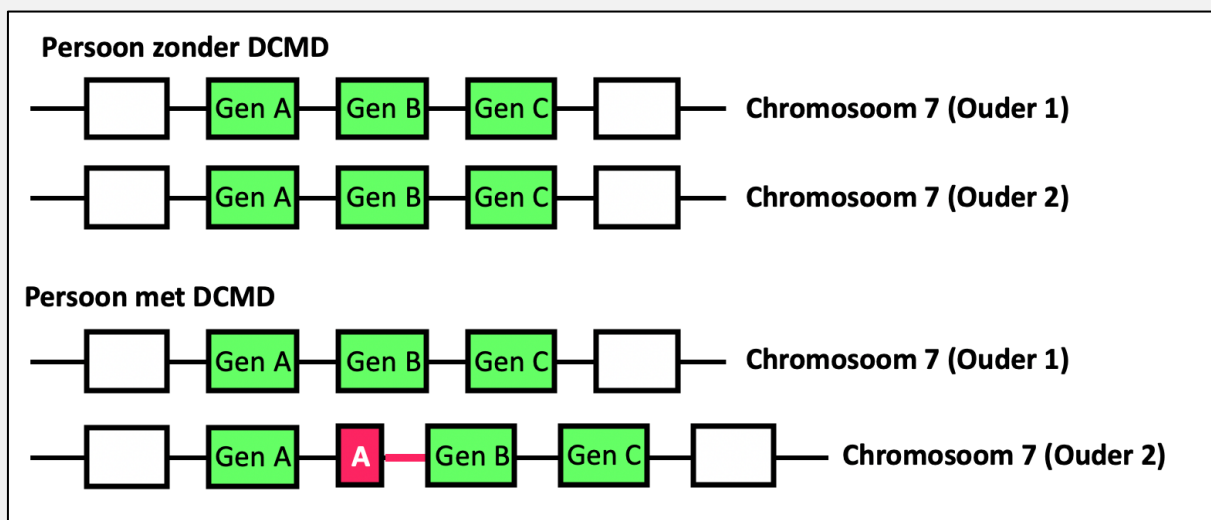 Persoon zonder DCMD
Gen A Gen B Gen C Chromosoom 7 (Ouder 1)
Gen A Gen B Gen C Chromosoom 7 (Ouder 2)
Persoon met DCMD
Gen A Gen B Gen C Chromosoom 7 (Ouder 1)
Gen A A Gen B Gen C Chromosoom 7 (Ouder 2)